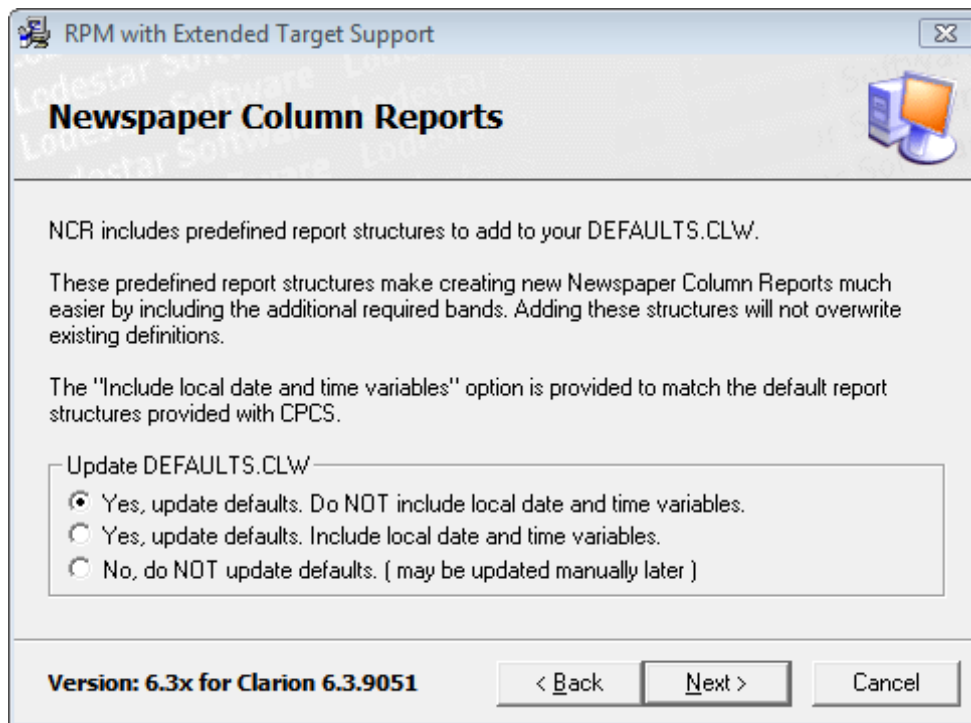 RPM with Extended Target Support
Lodestar Software Lodestar
Newspaper Column Reports
NCR includes predefined report structures to add to your DEFAULTS.CLW.
These predefined report structures make creating new Newspaper Column Reports much
easier by including the additional required bands. Adding these structures will not overwrite
existing definitions.
The "Include local date and time variables" option is provided to match the default report
structures provided with CPCS.
Update DEFAULTS.CLW
Yes, update defaults. Do NOT include local date and time variables.
Yes, update defaults. Include local date and time variables.
No, do NOT update defaults. ( may be updated manually later )
Version: 6.3x for Clarion 6.3.9051
< Back
Next >
Cancel